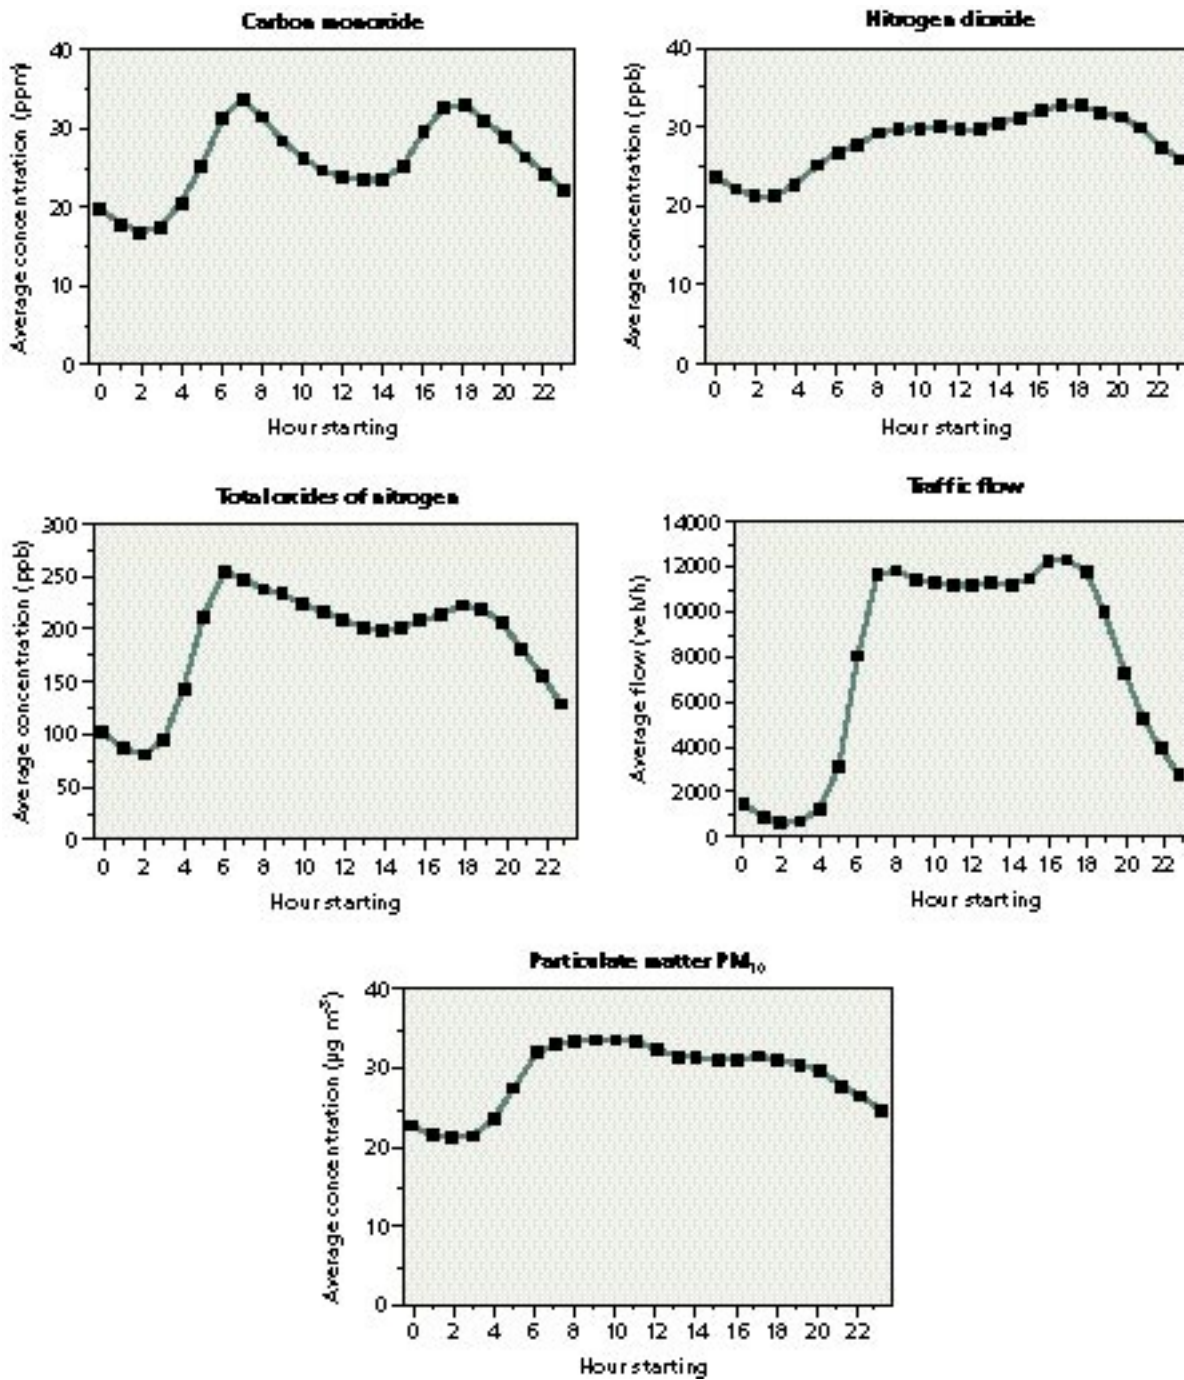 Carbon monoxide
Average concentration (ppm)
40
30
20
10
0
0 2 4 6 8 10 12 14 16 18 20 22
Hour starting
Nitrogen dioxide
Average concentration (ppb)
40
30
20
10
0
0 2 4 6 8 10 12 14 16 18 20 22
Hour starting
Total oxides of nitrogen
Average concentration (ppb)
300
250
200
150
100
50
0
0 2 4 6 8 10 12 14 16 18 20 22
Hour starting
Traffic flow
Average flow (veh/h)
14000
12000
10000
8000
6000
4000
2000
0
0 2 4 6 8 10 12 14 16 18 20 22
Hour starting
Particulate matter PM₁₀
Average concentration (µg m⁻³)
40
30
20
10
0
0 2 4 6 8 10 12 14 16 18 20 22
Hour starting